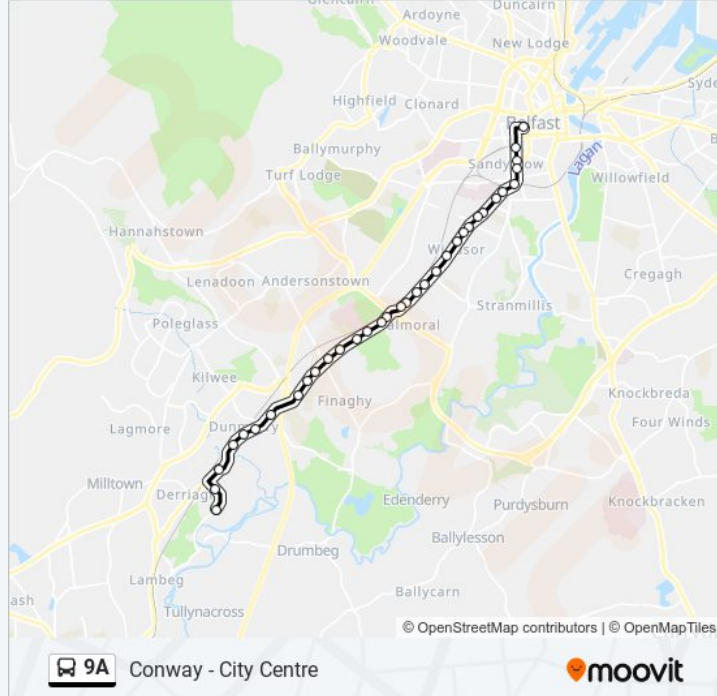 Glencairn
Duncairn
Ardoyne
Woodvale
New Lodge
Highfield
Clonard
Belfast
Ballymurphy
Sandy Row
Lagan
Turf Lodge
Willowfield
Hannahstown
Windsor
Lenadoon
Andersonstown
Cregagh
Stranmillis
Poleglass
Balmoral
Kilwee
Knockbreda
Finaghy
Four Winds
Lagmore
Dunmurry
Milltown
Derriaghy
Edenderry
Purdysburn
Knockbracken
Ballylesson
Drumbeg
Lambeg
Ballycarn
ash
Tullynacross
© OpenStreetMap contributors | © OpenMapTiles
9A Conway - City Centre
moovit